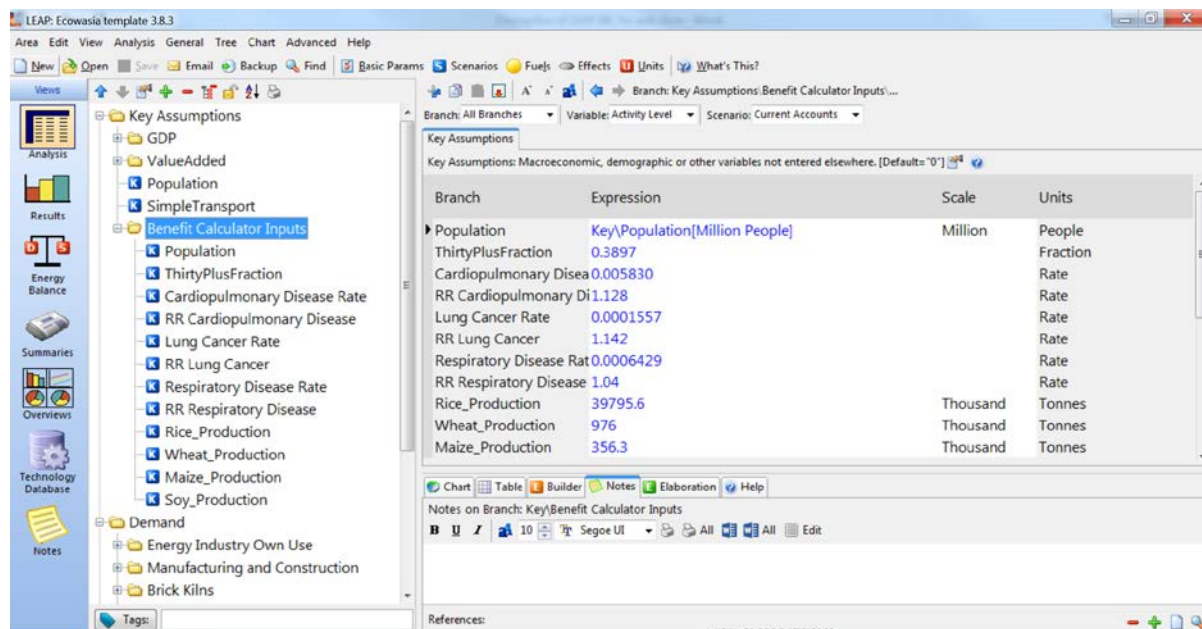 LEAP: Ecowasia template 3.8.3
Area Edit View Analysis General Tree Chart Advanced Help
New Open Save Email Backup Find Basic Params Scenarios Fuels Effects Units What's This?
Views
Analysis
Results
Energy Balance
Summaries
Overviews
Technology Database
Notes
Key Assumptions
GDP
ValueAdded
Population
SimpleTransport
Benefit Calculator Inputs
Population
ThirtyPlusFraction
Cardiopulmonary Disease Rate
RR Cardiopulmonary Disease
Lung Cancer Rate
RR Lung Cancer
Respiratory Disease Rate
RR Respiratory Disease
Rice_Production
Wheat_Production
Maize_Production
Soy_Production
Demand
Energy Industry Own Use
Manufacturing and Construction
Brick Kilns
Tags:
Branch: Key Assumptions\Benefit Calculator Inputs\...
Branch: All Branches Variable: Activity Level Scenario: Current Accounts
Key Assumptions
Key Assumptions: Macroeconomic, demographic or other variables not entered elsewhere. [Default="0"]
Branch Expression Scale Units
Population Key\Population[Million People] Million People
ThirtyPlusFraction 0.3897 Fraction
Cardiopulmonary Disea 0.005830 Rate
RR Cardiopulmonary Di 1.128 Rate
Lung Cancer Rate 0.0001557 Rate
RR Lung Cancer 1.142 Rate
Respiratory Disease Rat 0.0006429 Rate
RR Respiratory Disease 1.04 Rate
Rice_Production 39795.6 Thousand Tonnes
Wheat_Production 976 Thousand Tonnes
Maize_Production 356.3 Thousand Tonnes
Chart Table Builder Notes Elaboration Help
Notes on Branch: Key\Benefit Calculator Inputs
B U I 10 Segoe UI All All Edit
References: